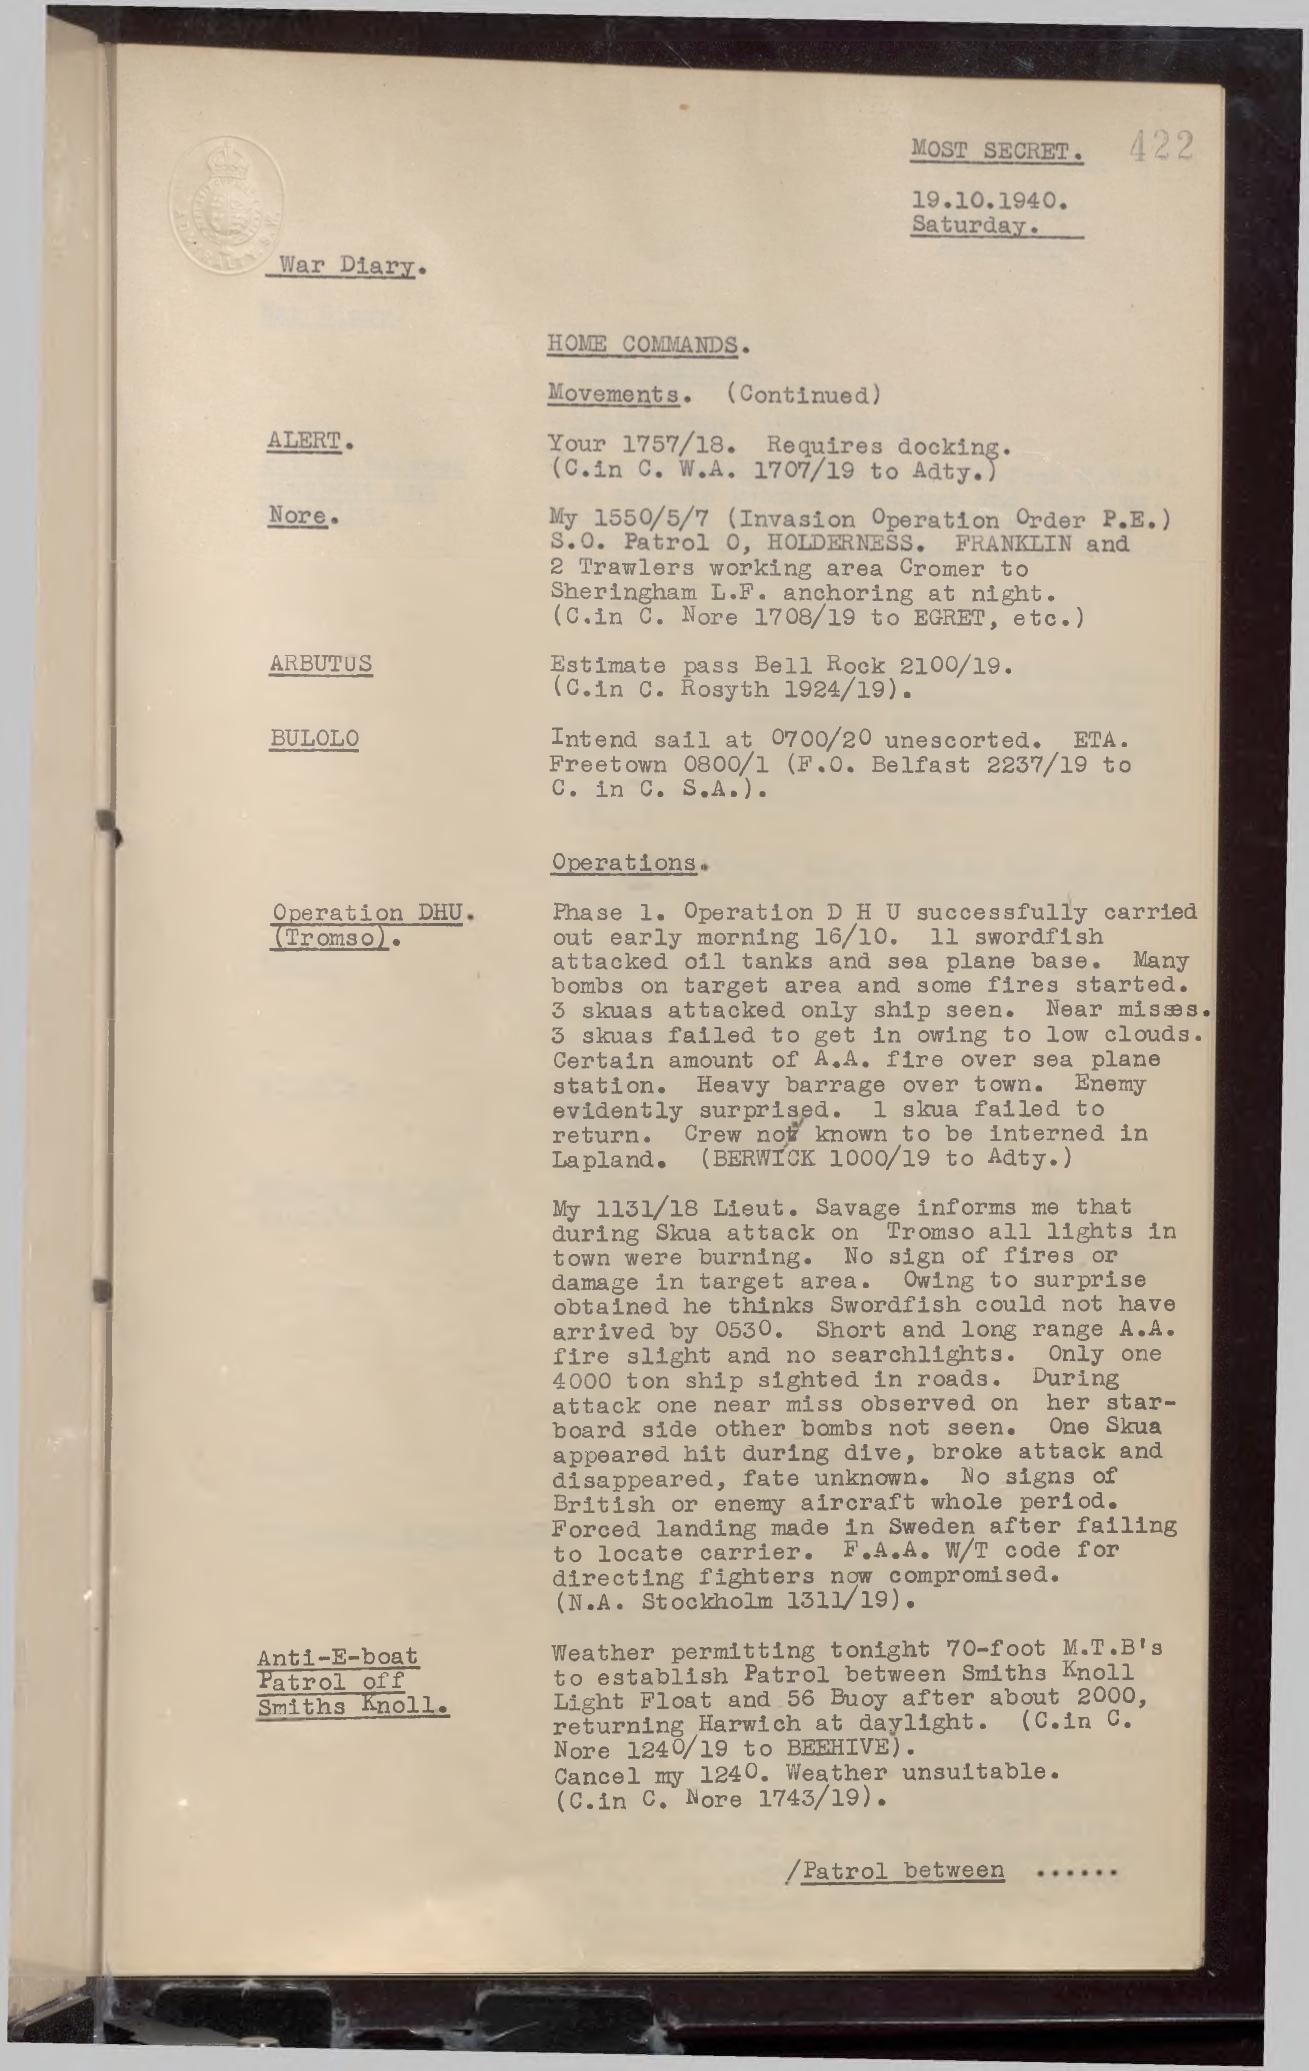 MOST SECRET. 422
19.10.1940.
Saturday.
War Diary.
HOME COMMANDS.
Movements. (Continued)
ALERT. Your 1757/18. Requires docking.
(C.in C. W.A. 1707/19 to Adty.)
Nore. My 1550/5/7 (Invasion Operation Order P.E.)
S.O. Patrol O, HOLDERNESS. FRANKLIN and
2 Trawlers working area Cromer to
Sheringham L.F. anchoring at night.
(C.in C. Nore 1708/19 to EGRET, etc.)
ARBUTUS Estimate pass Bell Rock 2100/19.
(C.in C. Rosyth 1924/19).
BULOLO Intend sail at 0700/20 unescorted. ETA.
Freetown 0800/1 (F.O. Belfast 2237/19 to
C. in C. S.A.).
Operations.
Operation DHU. Phase 1. Operation D H U successfully carried
(Tromso). out early morning 16/10. 11 swordfish
attacked oil tanks and sea plane base. Many
bombs on target area and some fires started.
3 skuas attacked only ship seen. Near misses.
3 skuas failed to get in owing to low clouds.
Certain amount of A.A. fire over sea plane
station. Heavy barrage over town. Enemy
evidently surprised. 1 skua failed to
return. Crew now known to be interned in
Lapland. (BERWICK 1000/19 to Adty.)
My 1131/18 Lieut. Savage informs me that
during Skua attack on Tromso all lights in
town were burning. No sign of fires or
damage in target area. Owing to surprise
obtained he thinks Swordfish could not have
arrived by 0530. Short and long range A.A.
fire slight and no searchlights. Only one
4000 ton ship sighted in roads. During
attack one near miss observed on her star-
board side other bombs not seen. One Skua
appeared hit during dive, broke attack and
disappeared, fate unknown. No signs of
British or enemy aircraft whole period.
Forced landing made in Sweden after failing
to locate carrier. F.A.A. W/T code for
directing fighters now compromised.
(N.A. Stockholm 1311/19).
Anti-E-boat Weather permitting tonight 70-foot M.T.B's
Patrol off to establish Patrol between Smiths Knoll
Smiths Knoll. Light Float and 56 Buoy after about 2000,
returning Harwich at daylight. (C.in C.
Nore 1240/19 to BEEHIVE).
Cancel my 1240. Weather unsuitable.
(C.in C. Nore 1743/19).
/Patrol between ......